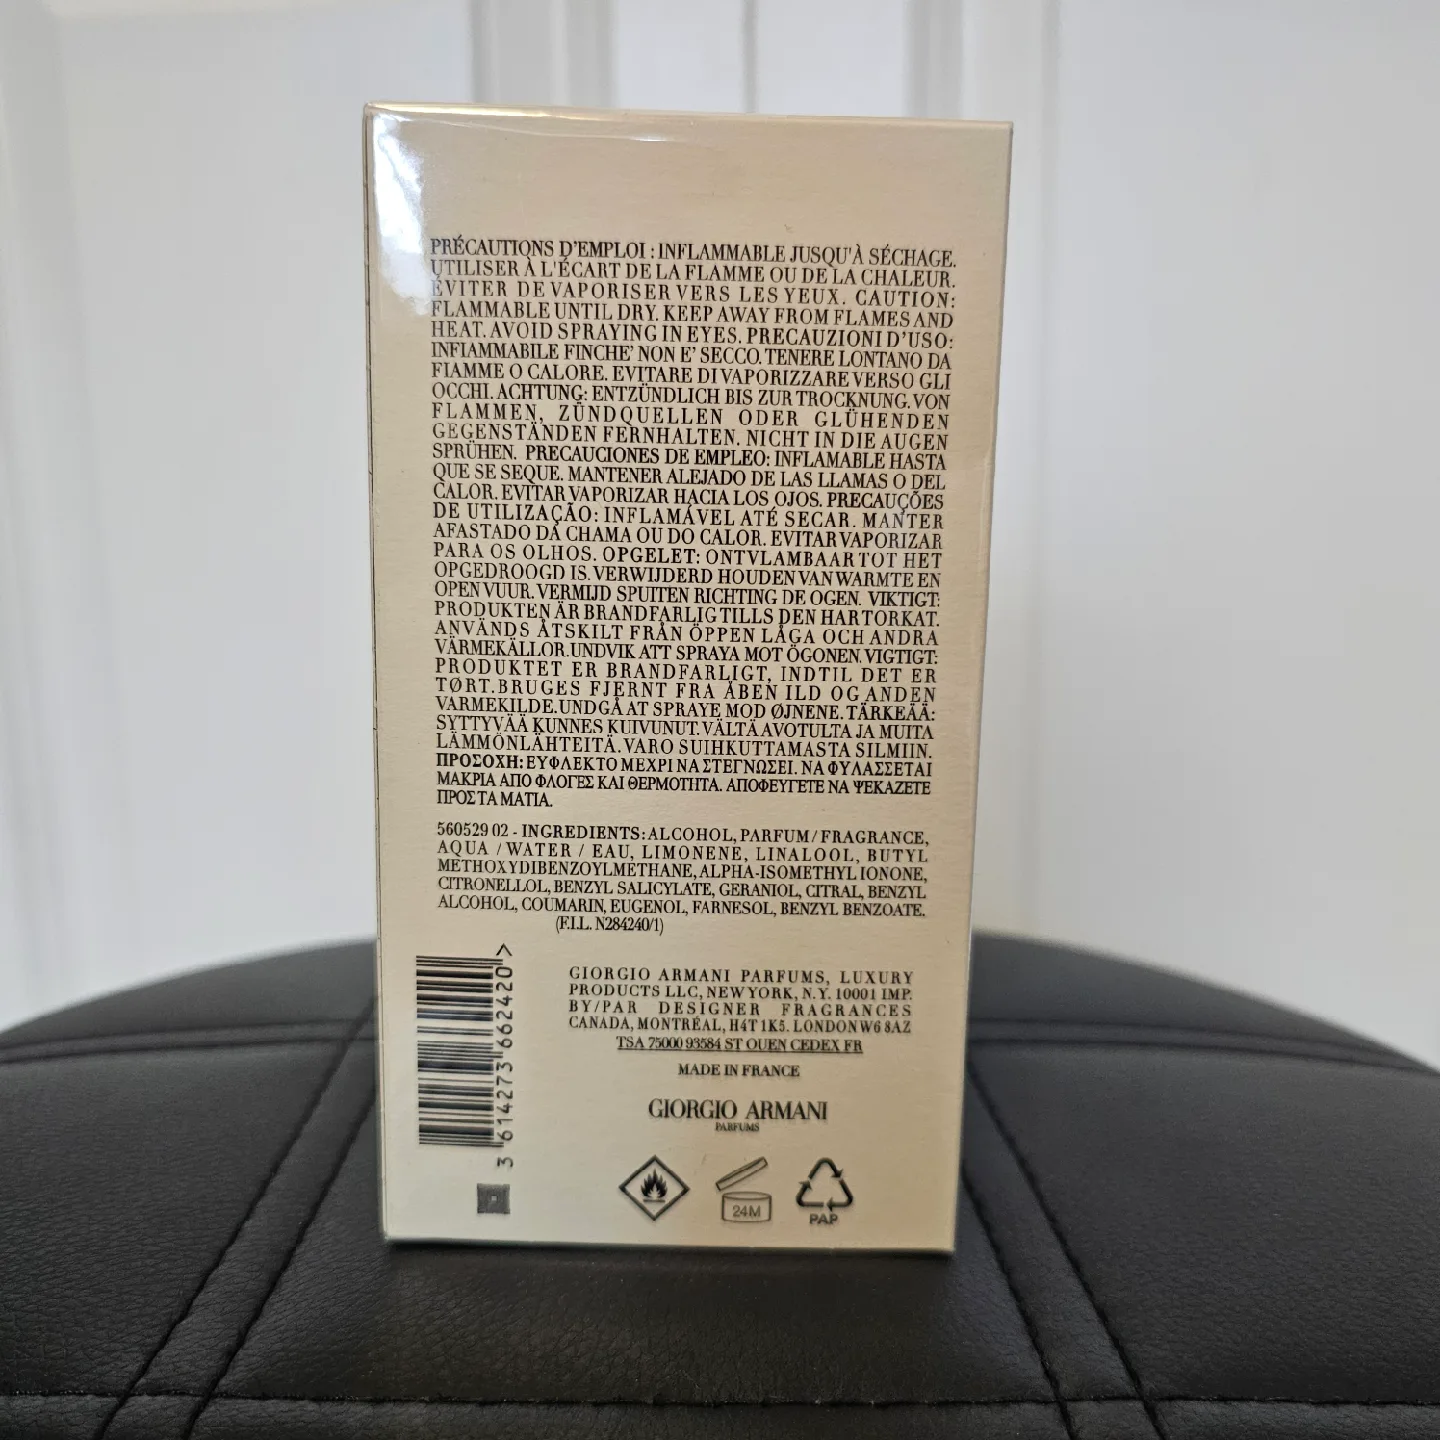 PRÉCAUTIONS D'EMPLOI : INFLAMMABLE JUSQU'À SÉCHAGE.
UTILISER À L'ÉCART DE LA FLAMME OU DE LA CHALEUR.
ÉVITER DE VAPORISER VERS LES YEUX. CAUTION:
FLAMMABLE UNTIL DRY. KEEP AWAY FROM FLAMES AND
HEAT. AVOID SPRAYING IN EYES. PRECAUZIONI D'USO:
INFIAMMABILE FINCHE' NON E' SECCO. TENERE LONTANO DA
FIAMME O CALORE. EVITARE DI VAPORIZZARE VERSO GLI
OCCHI. ACHTUNG: ENTZÜNDLICH BIS ZUR TROCKNUNG. VON
FLAMMEN, ZÜNDQUELLEN ODER GLÜHENDEN
GEGENSTÄNDEN FERNHALTEN. NICHT IN DIE AUGEN
SPRÜHEN. PRECAUCIONES DE EMPLEO: INFLAMABLE HASTA
QUE SE SEQUE. MANTENER ALEJADO DE LAS LLAMAS O DEL
CALOR. EVITAR VAPORIZAR HACIA LOS OJOS. PRECAUÇÕES
DE UTILIZAÇÃO: INFLAMÁVEL ATÉ SECAR. MANTER
AFASTADO DA CHAMA OU DO CALOR. EVITAR VAPORIZAR
PARA OS OLHOS. OPGELET: ONTVLAMBAAR TOT HET
OPGEDROOGD IS. VERWIJDERD HOUDEN VAN WARMTE EN
OPEN VUUR. VERMIJD SPUITEN RICHTING DE OGEN. VIKTIGT:
PRODUKTEN ÄR BRANDFARLIG TILLS DEN HAR TORKAT.
ANVÄNDS ÅTSKILT FRÅN ÖPPEN LÅGA OCH ANDRA
VÄRMEKÄLLOR. UNDVIK ATT SPRAYA MOT ÖGONEN. VIGTIGT:
PRODUKTET ER BRANDFARLIGT, INDTIL DET ER
TØRT. BRUGES FJERNT FRA ÅBEN ILD OG ANDEN
VARMEKILDE. UNDGÅ AT SPRAYE MOD ØJNENE. TÄRKEÄÄ:
SYTTYVÄÄ KUNNES KUIVUNUT. VÄLTÄ AVOTULTA JA MUITA
LÄMMÖNLÄHTEITÄ. VARO SUIHKUTTAMASTA SILMIIN.
ΠΡΟΣΟΧΗ: ΕΥΦΛΕΚΤΟ ΜΕΧΡΙ ΝΑ ΣΤΕΓΝΩΣΕΙ. ΝΑ ΦΥΛΑΣΣΕΤΑΙ
ΜΑΚΡΙΑ ΑΠΟ ΦΛΟΓΕΣ ΚΑΙ ΘΕΡΜΟΤΗΤΑ. ΑΠΟΦΕΥΓΕΤΕ ΝΑ ΨΕΚΑΖΕΤΕ
ΠΡΟΣ ΤΑ ΜΑΤΙΑ.
560529 02 - INGREDIENTS: ALCOHOL, PARFUM / FRAGRANCE,
AQUA / WATER / EAU, LIMONENE, LINALOOL, BUTYL
METHOXYDIBENZOYLMETHANE, ALPHA-ISOMETHYL IONONE,
CITRONELLOL, BENZYL SALICYLATE, GERANIOL, CITRAL, BENZYL
ALCOHOL, COUMARIN, EUGENOL, FARNESOL, BENZYL BENZOATE.
(F.I.L. N284240/1)
3 614273 662420 >
GIORGIO ARMANI PARFUMS, LUXURY
PRODUCTS LLC, NEW YORK, N.Y. 10001 IMP.
BY/PAR DESIGNER FRAGRANCES
CANADA, MONTRÉAL, H4T 1K5. LONDON W6 8AZ
TSA 75000 93584 ST OUEN CEDEX FR
MADE IN FRANCE
GIORGIO ARMANI
PARFUMS
24M
PAP